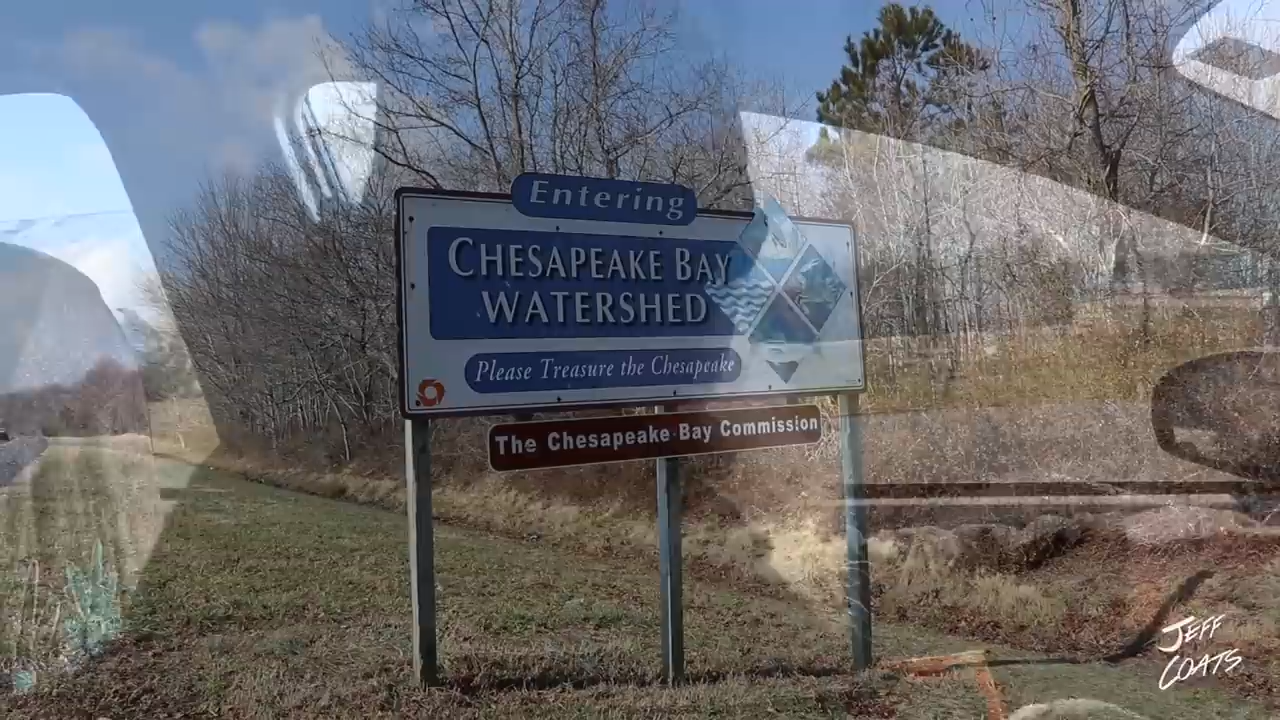 Entering
CHESAPEAKE BAY
WATERSHED
Please Treasure the Chesapeake
The Chesapeake Bay Commission
JEFF
COATS